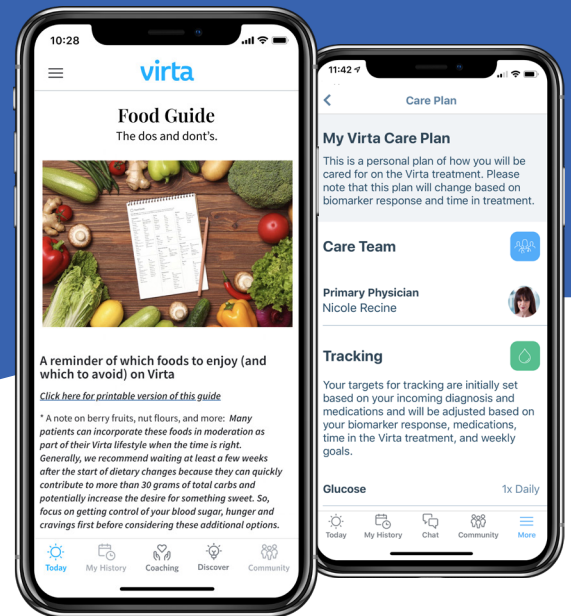 10:28
virta
Food Guide
The dos and dont's.
A reminder of which foods to enjoy (and
which to avoid) on Virta
Click here for printable version of this guide
* A note on berry fruits, nut flours, and more: Many
patients can incorporate these foods in moderation as
part of their Virta lifestyle when the time is right.
Generally, we recommend waiting at least a few weeks
after the start of dietary changes because they can quickly
contribute to more than 30 grams of total carbs and
potentially increase the desire for something sweet. So,
focus on getting control of your blood sugar, hunger and
cravings first before considering these additional options.
Today
My History
Coaching
Discover
Community
11:42
Care Plan
My Virta Care Plan
This is a personal plan of how you will be
cared for on the Virta treatment. Please
note that this plan will change based on
biomarker response and time in treatment.
Care Team
Primary Physician
Nicole Recine
Tracking
Your targets for tracking are initially set
based on your incoming diagnosis and
medications and will be adjusted based on
your biomarker response, medications,
time in the Virta treatment, and weekly
goals.
Glucose 1x Daily
Today
My History
Chat
Community
More